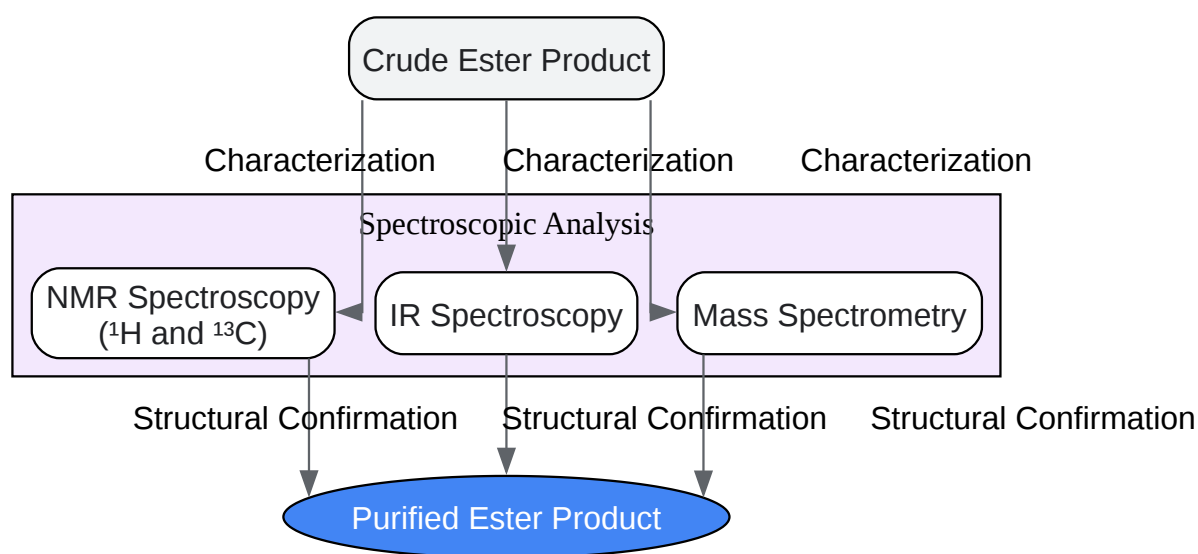 Crude Ester Product
Characterization
Characterization
Characterization
Spectroscopic Analysis
NMR Spectroscopy
(¹H and ¹³C)
IR Spectroscopy
Mass Spectrometry
Structural Confirmation
Structural Confirmation
Structural Confirmation
Purified Ester Product